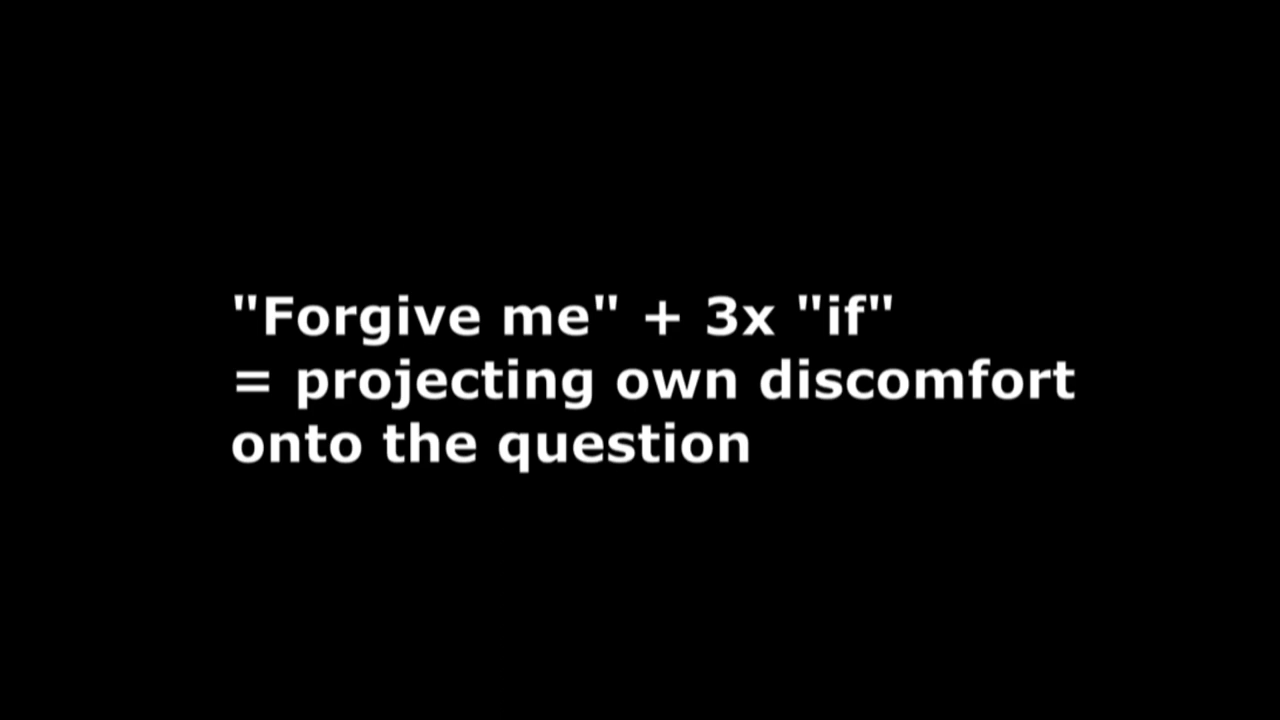 "Forgive me" + 3x "if"
= projecting own discomfort
onto the question